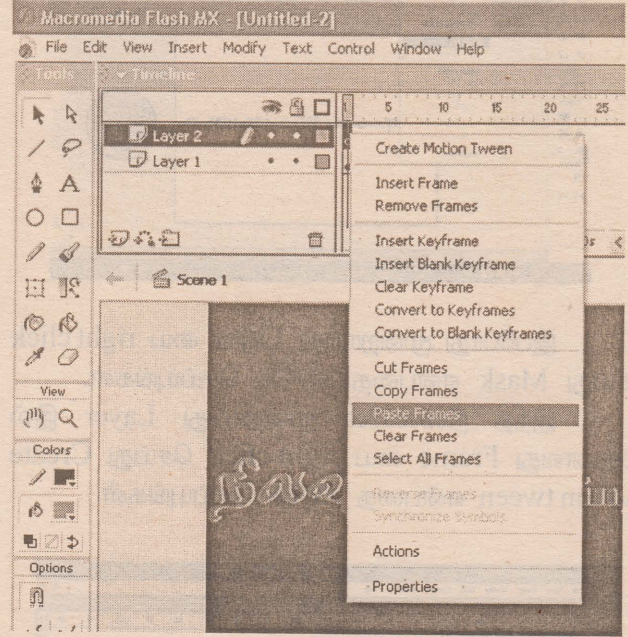 Macromedia Flash MX - [Untitled-2]
File Edit View Insert Modify Text Control Window Help
Tools
Timeline
1 5 10 15 20 25
Layer 2
Layer 1
Scene 1
Create Motion Tween
Insert Frame
Remove Frames
Insert Keyframe
Insert Blank Keyframe
Clear Keyframe
Convert to Keyframes
Convert to Blank Keyframes
Cut Frames
Copy Frames
Paste Frames
Clear Frames
Select All Frames
Reverse Frames
Synchronize Symbols
Actions
Properties
View
Colors
Options